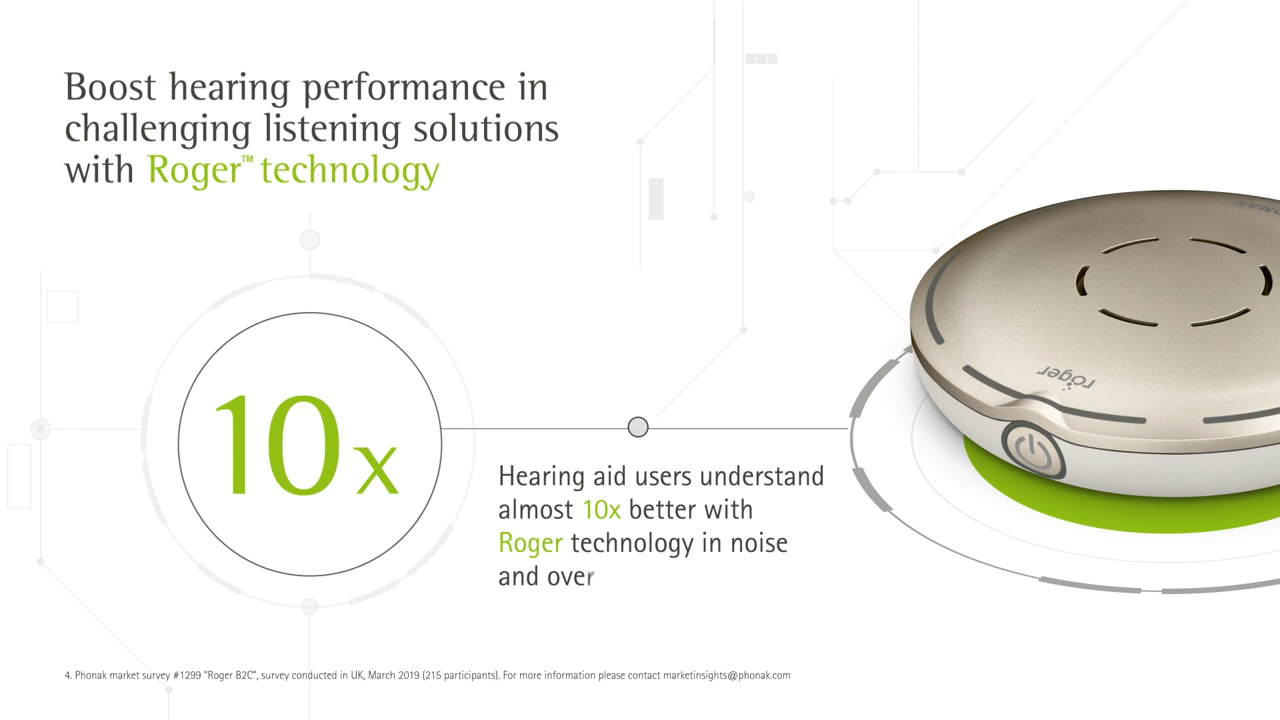 Boost hearing performance in
challenging listening solutions
with Roger™ technology
10x
Hearing aid users understand
almost 10x better with
Roger technology in noise
and over
roger
4. Phonak market survey #1299 "Roger B2C", survey conducted in UK, March 2019 (215 participants). For more information please contact marketinsights@phonak.com